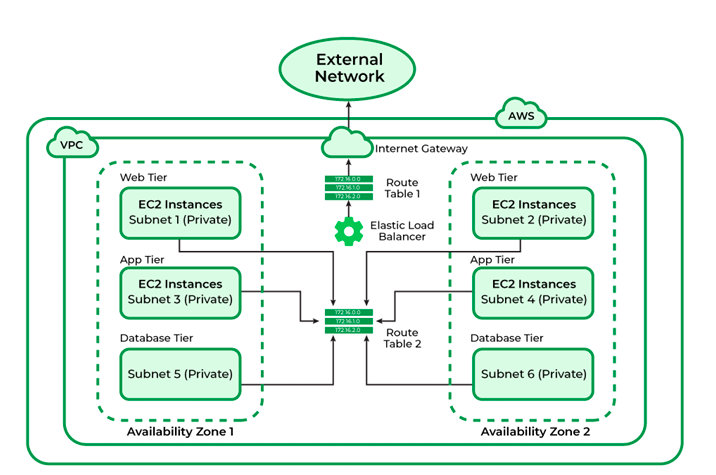 External
Network
AWS
VPC
Internet Gateway
Web Tier
EC2 Instances
Subnet 1 (Private)
172.16.0.0
172.16.1.0
172.16.2.0
Route
Table 1
Elastic Load
Balancer
Web Tier
EC2 Instances
Subnet 2 (Private)
App Tier
EC2 Instances
Subnet 3 (Private)
App Tier
EC2 Instances
Subnet 4 (Private)
172.16.0.0
172.16.1.0
172.16.2.0
Route
Table 2
Database Tier
Subnet 5 (Private)
Database Tier
Subnet 6 (Private)
Availability Zone 1
Availability Zone 2